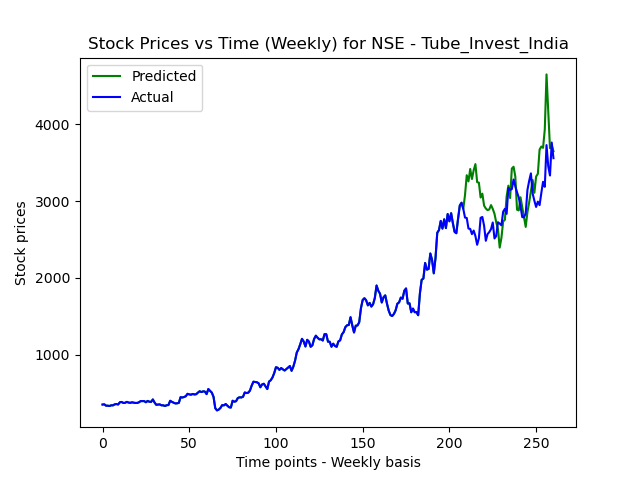 Stock Prices vs Time (Weekly) for NSE - Tube_Invest_India
Predicted
Actual
Stock prices
4000
3000
2000
1000
0
50
100
150
200
250
Time points - Weekly basis